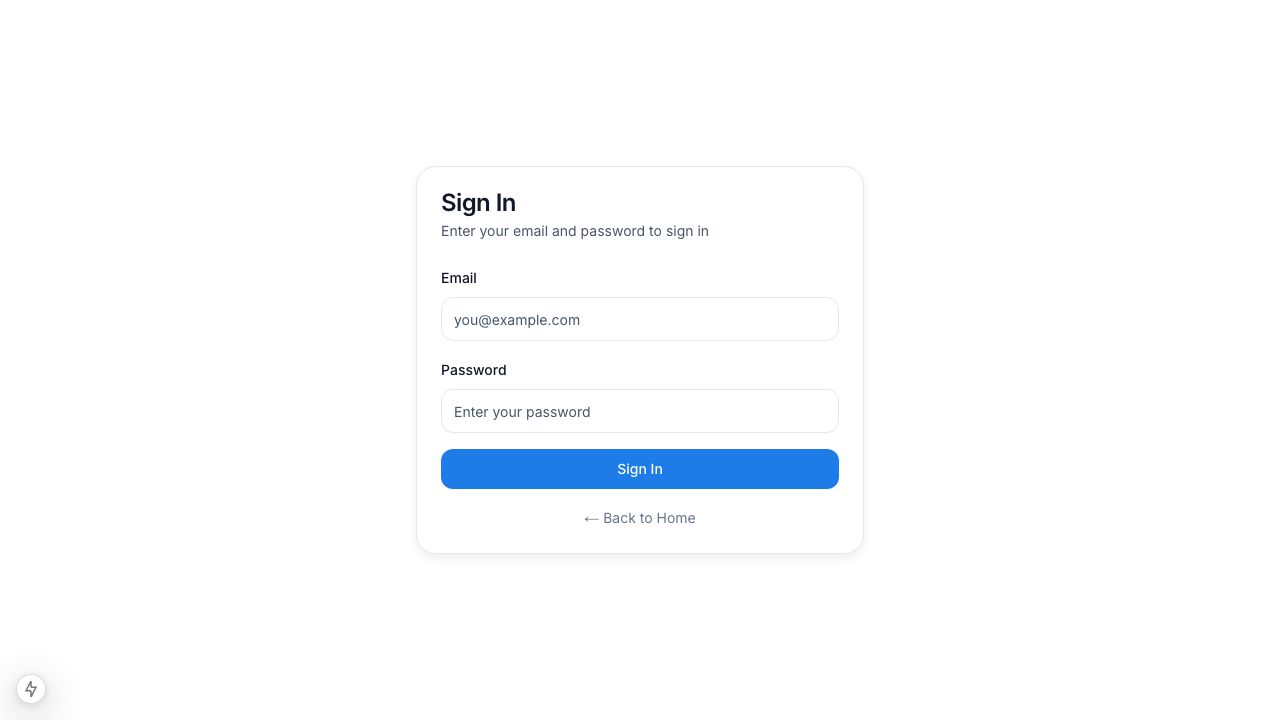 Sign In
Enter your email and password to sign in
Email
you@example.com
Password
Enter your password
Sign In
← Back to Home